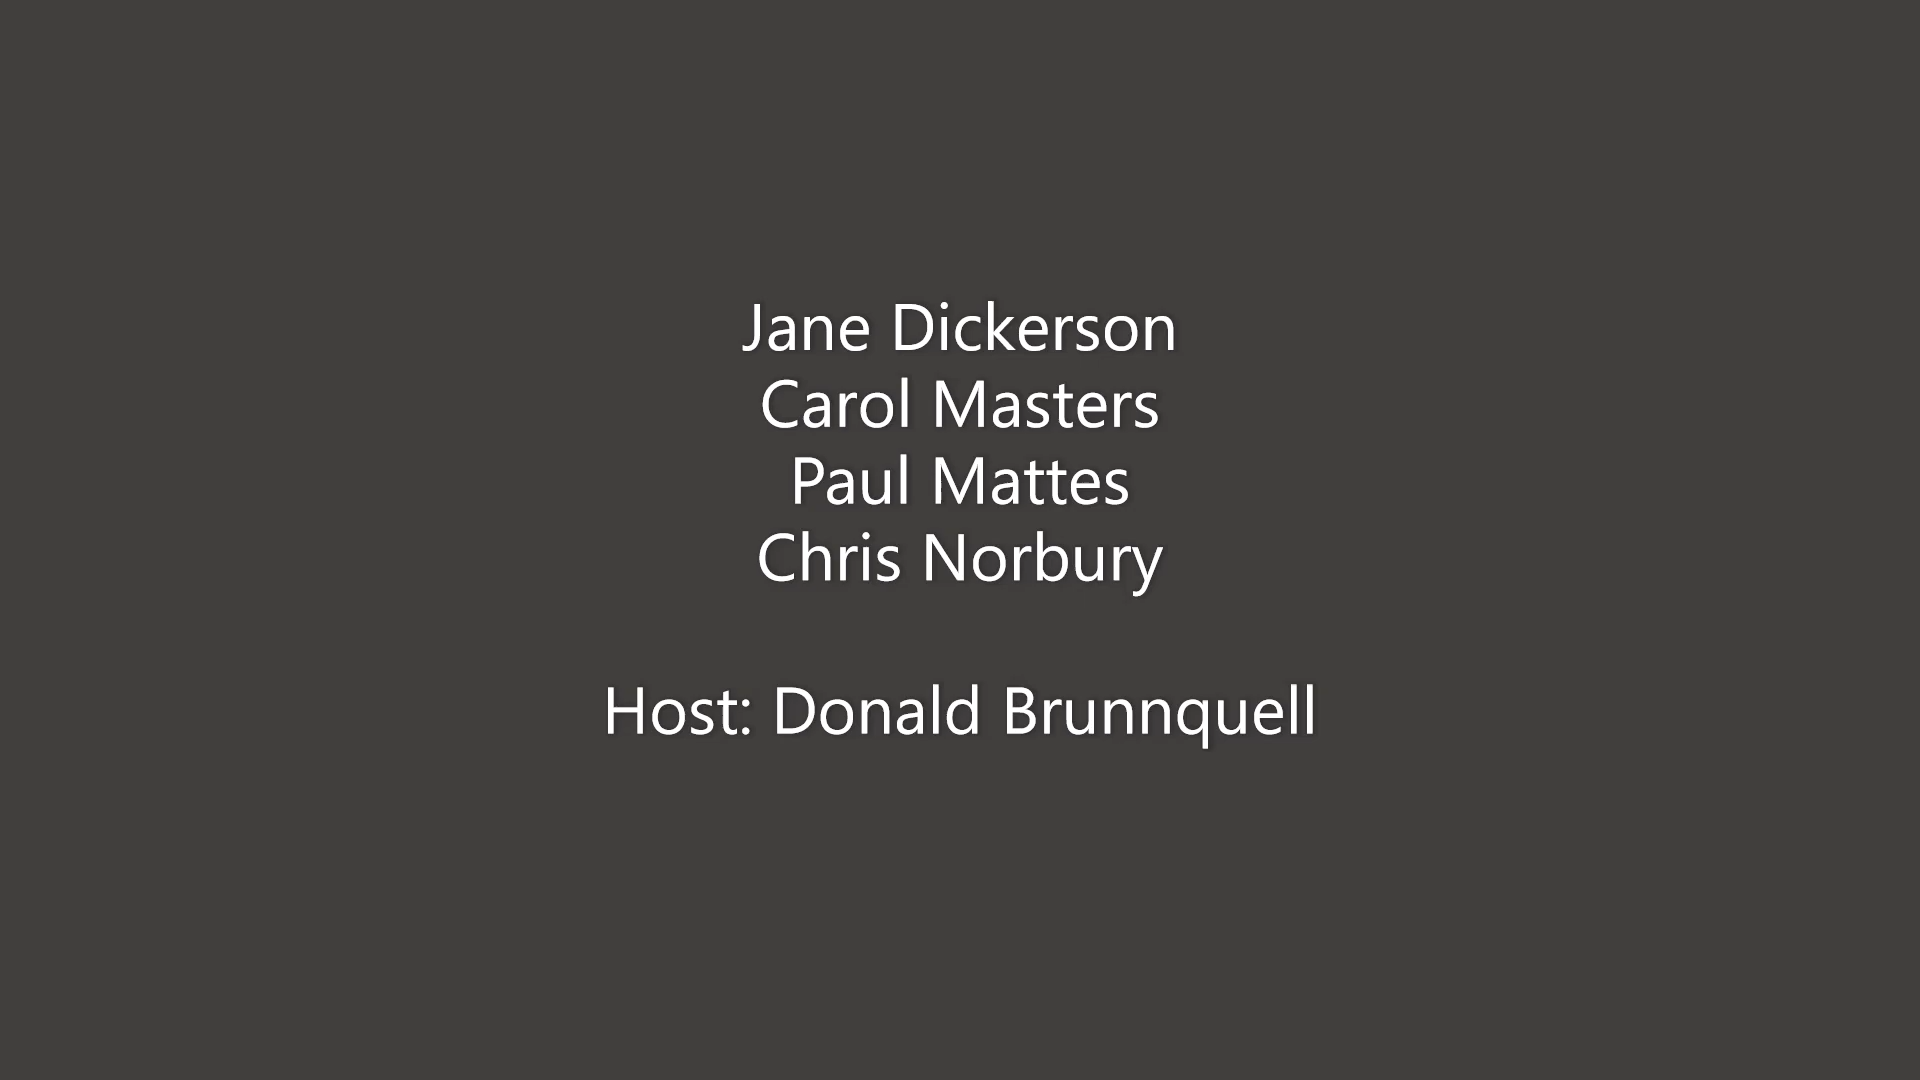 Jane Dickerson
Carol Masters
Paul Mattes
Chris Norbury
Host: Donald Brunnquell